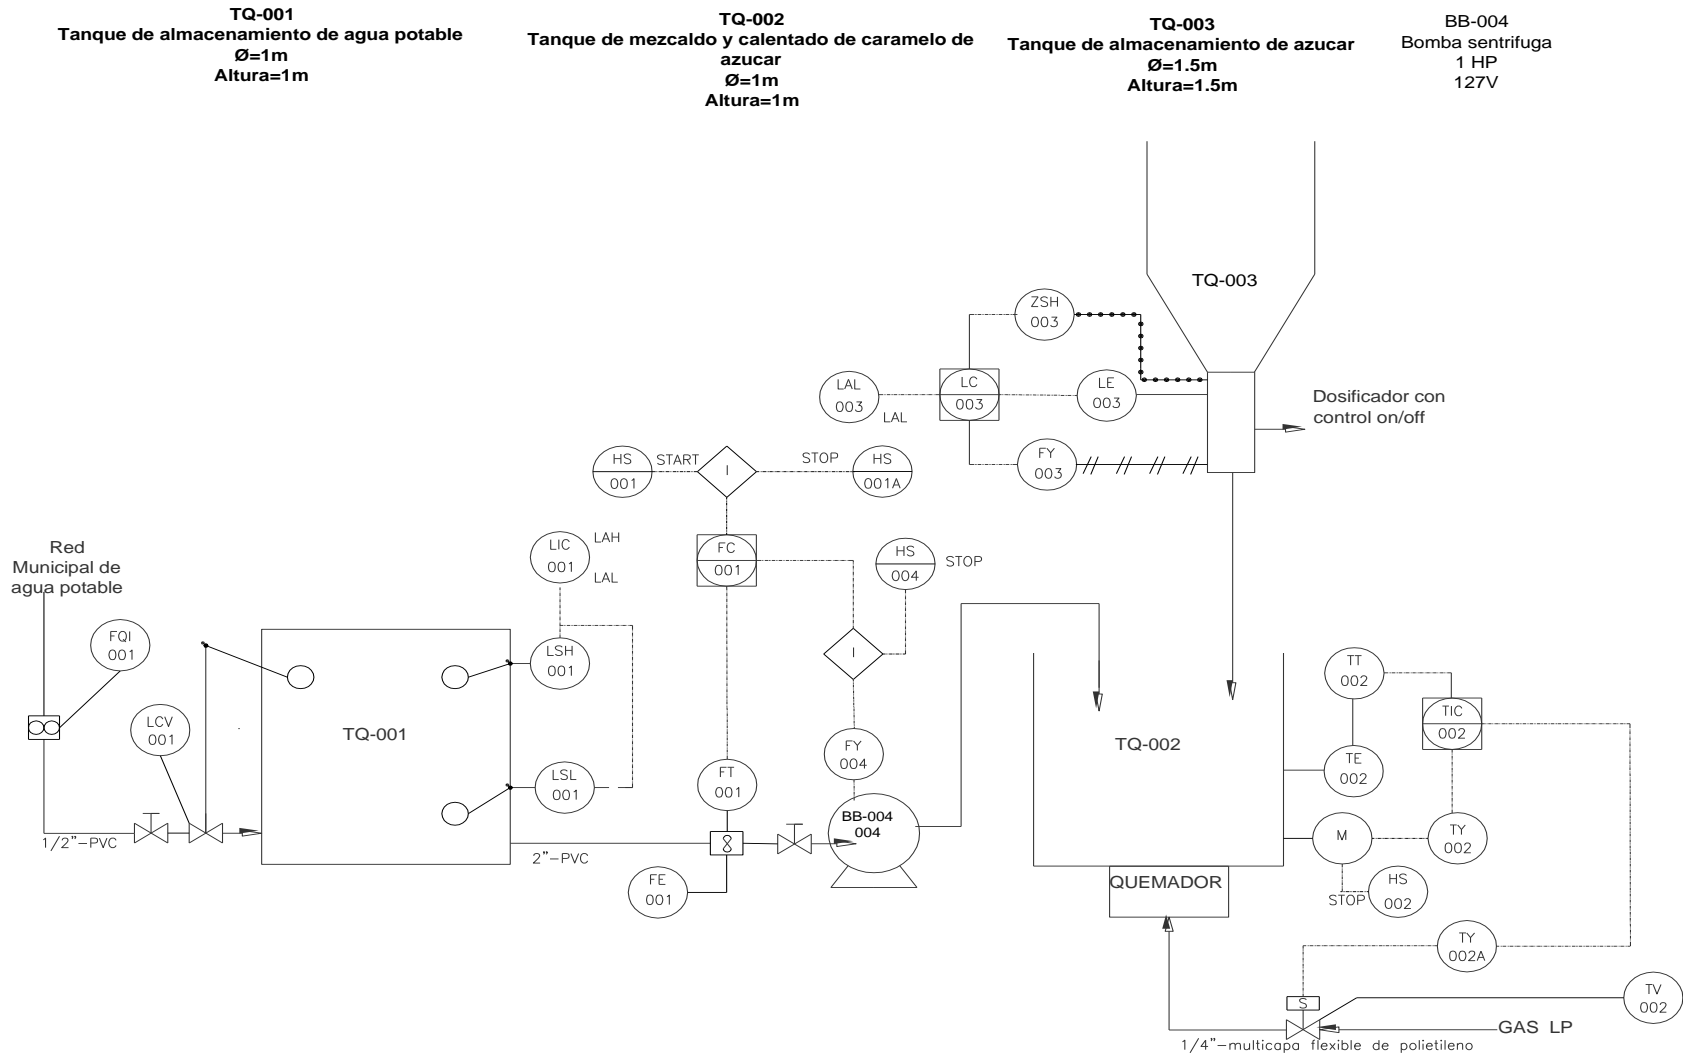 TQ-001
Tanque de almacenamiento de agua potable
Ø=1m
Altura=1m
TQ-002
Tanque de mezcaldo y calentado de caramelo de
azucar
Ø=1m
Altura=1m
TQ-003
Tanque de almacenamiento de azucar
Ø=1.5m
Altura=1.5m
BB-004
Bomba sentrifuga
1 HP
127V
TQ-003
ZSH
003
LAL
003
LAL
LC
003
LE
003
FY
003
Dosificador con
control on/off
HS
001
START
I
STOP
HS
001A
Red
Municipal de
agua potable
LIC
001
LAH
LAL
FC
001
HS
004
STOP
FQI
001
LSH
001
I
LCV
001
TQ-001
LSL
001
FT
001
FY
004
TQ-002
TT
002
TIC
002
TE
002
1/2"-PVC
2"-PVC
FE
001
BB-004
004
M
TY
002
QUEMADOR
STOP
HS
002
TY
002A
S
TV
002
GAS LP
1/4"-multicapa flexible de polietileno